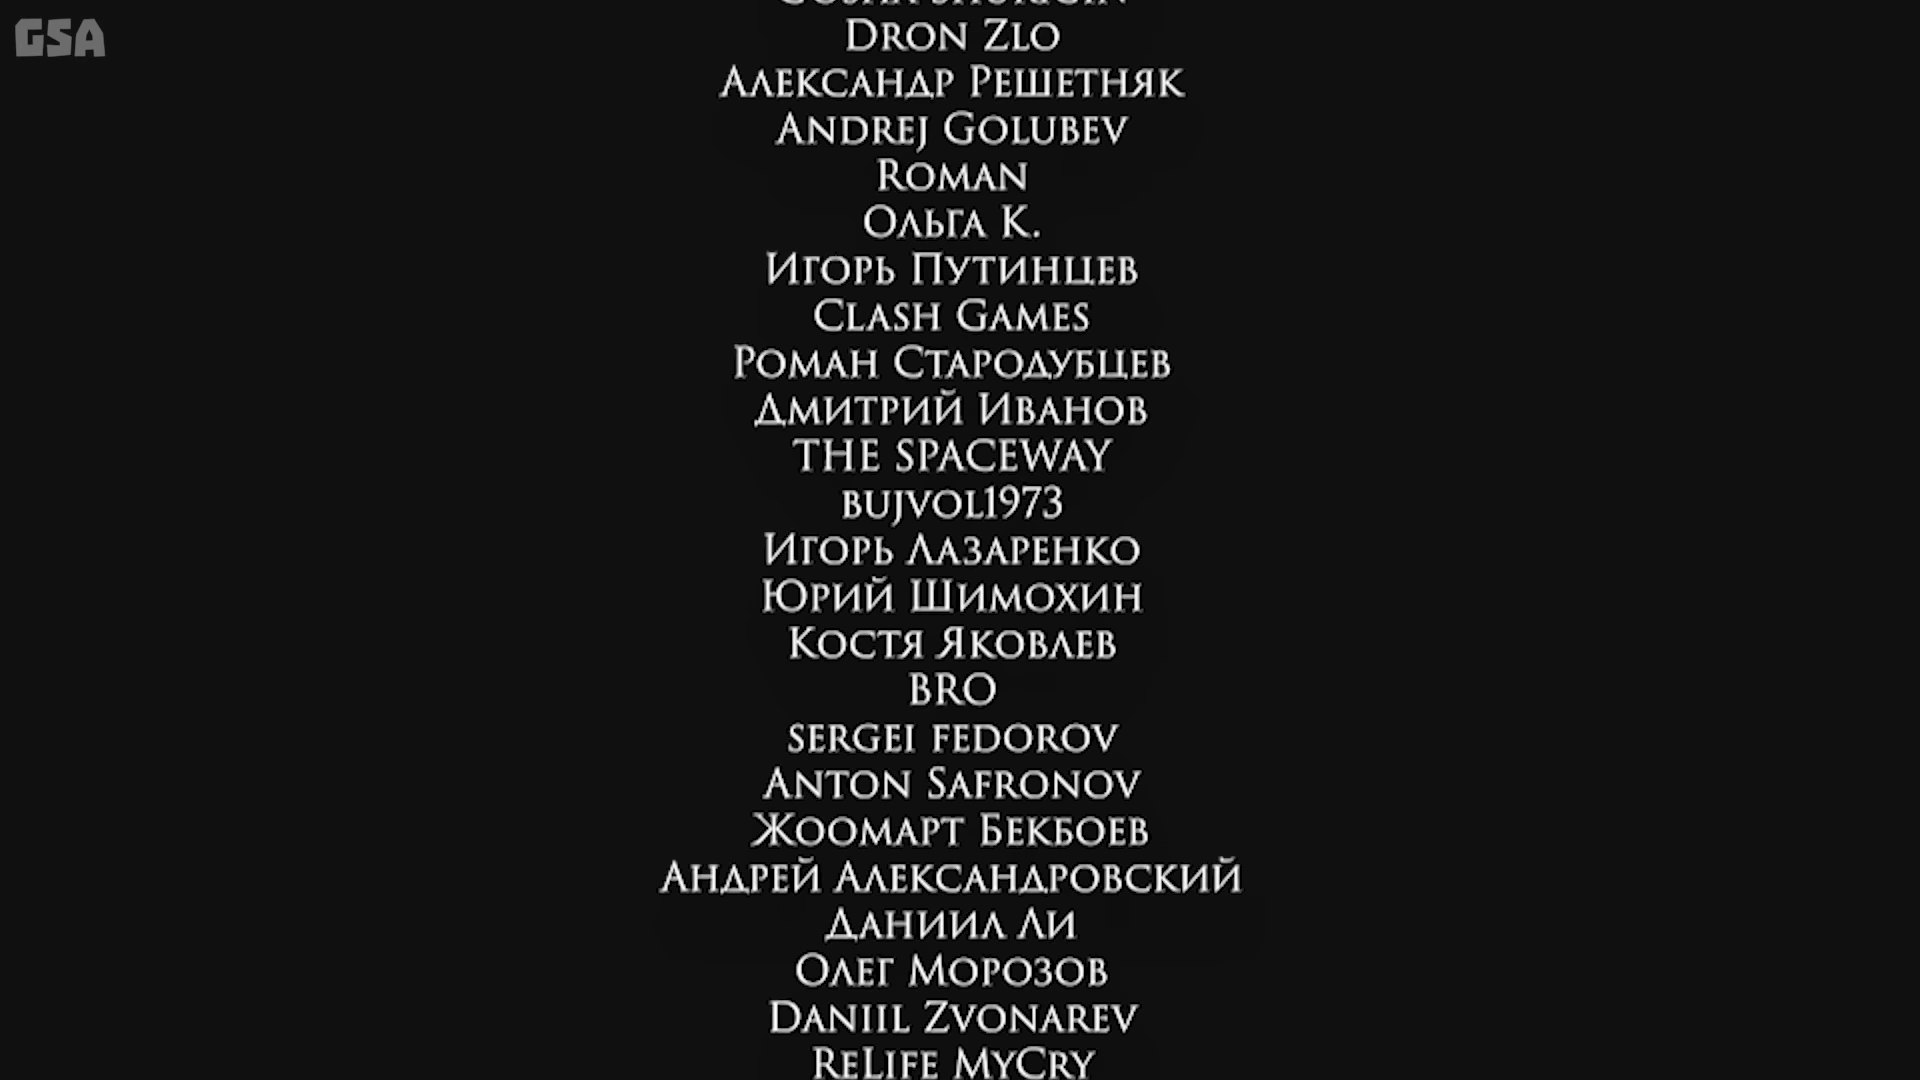 GSA
Dron Zlo
Александр Решетняк
Andrej Golubev
Roman
Ольга К.
Игорь Путинцев
Clash Games
Роман Стародубцев
Дмитрий Иванов
THE SPACEWAY
bujvol1973
Игорь Лазаренко
Юрий Шимохин
Костя Яковлев
BRO
sergei fedorov
Anton Safronov
Жоомарт Бекбоев
Андрей Александровский
Даниил Ли
Олег Морозов
Daniil Zvonarev
ReLife MyCry